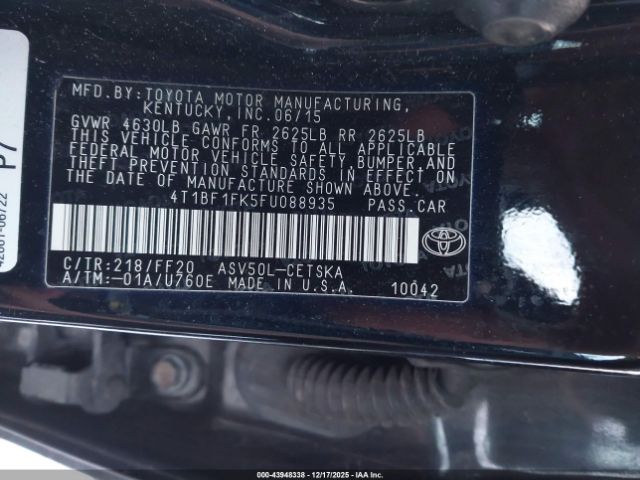 MFD. BY: TOYOTA MOTOR MANUFACTURING,
KENTUCKY, INC. 06/15
GVWR 4630LB GAWR FR 2625LB RR 2625LB
THIS VEHICLE CONFORMS TO ALL APPLICABLE
FEDERAL MOTOR VEHICLE SAFETY, BUMPER, AND
THEFT PREVENTION STANDARDS IN EFFECT ON
THE DATE OF MANUFACTURE SHOWN ABOVE.
4T1BF1FK5FU088935 PASS. CAR
C/TR: 218/FF20 ASV50L-CETSKA
A/TM: -01A/U760E MADE IN U.S.A. 10042
P7
Stock: 43948338 - 12/17/2025 - IAA Inc.